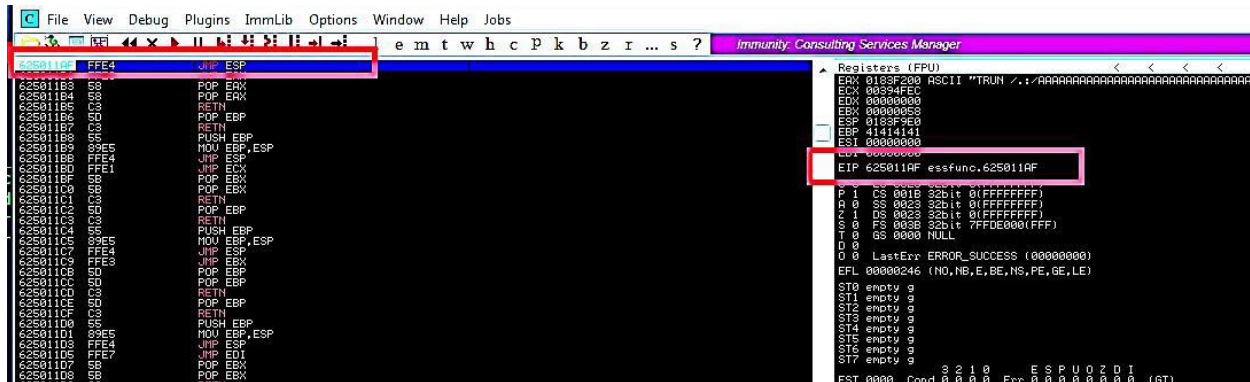 C File View Debug Plugins ImmLib Options Window Help Jobs
l e m t w h c P k b z r ... s ? Immunity: Consulting Services Manager
625011AF FFE4 JMP ESP
625011B3 58 POP EAX
625011B4 58 POP EAX
625011B5 C3 RETN
625011B6 5D POP EBP
625011B7 C3 RETN
625011B8 55 PUSH EBP
625011B9 89E5 MOV EBP,ESP
625011BB FFE4 JMP ESP
625011BD FFE1 JMP ECX
625011BF 5B POP EBX
625011C0 5B POP EBX
625011C1 C3 RETN
625011C2 5D POP EBP
625011C3 C3 RETN
625011C4 55 PUSH EBP
625011C5 89E5 MOV EBP,ESP
625011C7 FFE4 JMP ESP
625011C9 FFE3 JMP EBX
625011CB 5D POP EBP
625011CC 5D POP EBP
625011CD C3 RETN
625011CE 5D POP EBP
625011CF C3 RETN
625011D0 55 PUSH EBP
625011D1 89E5 MOV EBP,ESP
625011D3 FFE4 JMP ESP
625011D5 FFE7 JMP EDI
625011D7 5B POP EBX
625011D8 5B POP EBX
Registers (FPU) < < < <
EAX 0183F200 ASCII "TRUN /.:/AAAAAAAAAAAAAAAAAAAAAAAAAAAAAAAA
ECX 00394FEC
EDX 00000000
EBX 00000058
ESP 0183F9E0
EBP 41414141
ESI 00000000
EDI 00000000
EIP 625011AF essfunc.625011AF
P 1 CS 001B 32bit 0(FFFFFFFF)
A 0 SS 0023 32bit 0(FFFFFFFF)
Z 1 DS 0023 32bit 0(FFFFFFFF)
S 0 FS 003B 32bit 7FFDE000(FFF)
T 0 GS 0000 NULL
D 0
O 0 LastErr ERROR_SUCCESS (00000000)
EFL 00000246 (NO,NB,E,BE,NS,PE,GE,LE)
ST0 empty g
ST1 empty g
ST2 empty g
ST3 empty g
ST4 empty g
ST5 empty g
ST6 empty g
ST7 empty g
3 2 1 0 E S P U O Z D I
FST 0000 Cond 0 0 0 0 Err 0 0 0 0 0 0 0 0 (GT)